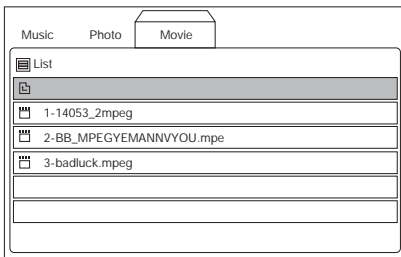 Music Photo Movie
List
1-14053_2mpeg
2-BB_MPEGYEMANNVYOU.mpe
3-badluck.mpeg